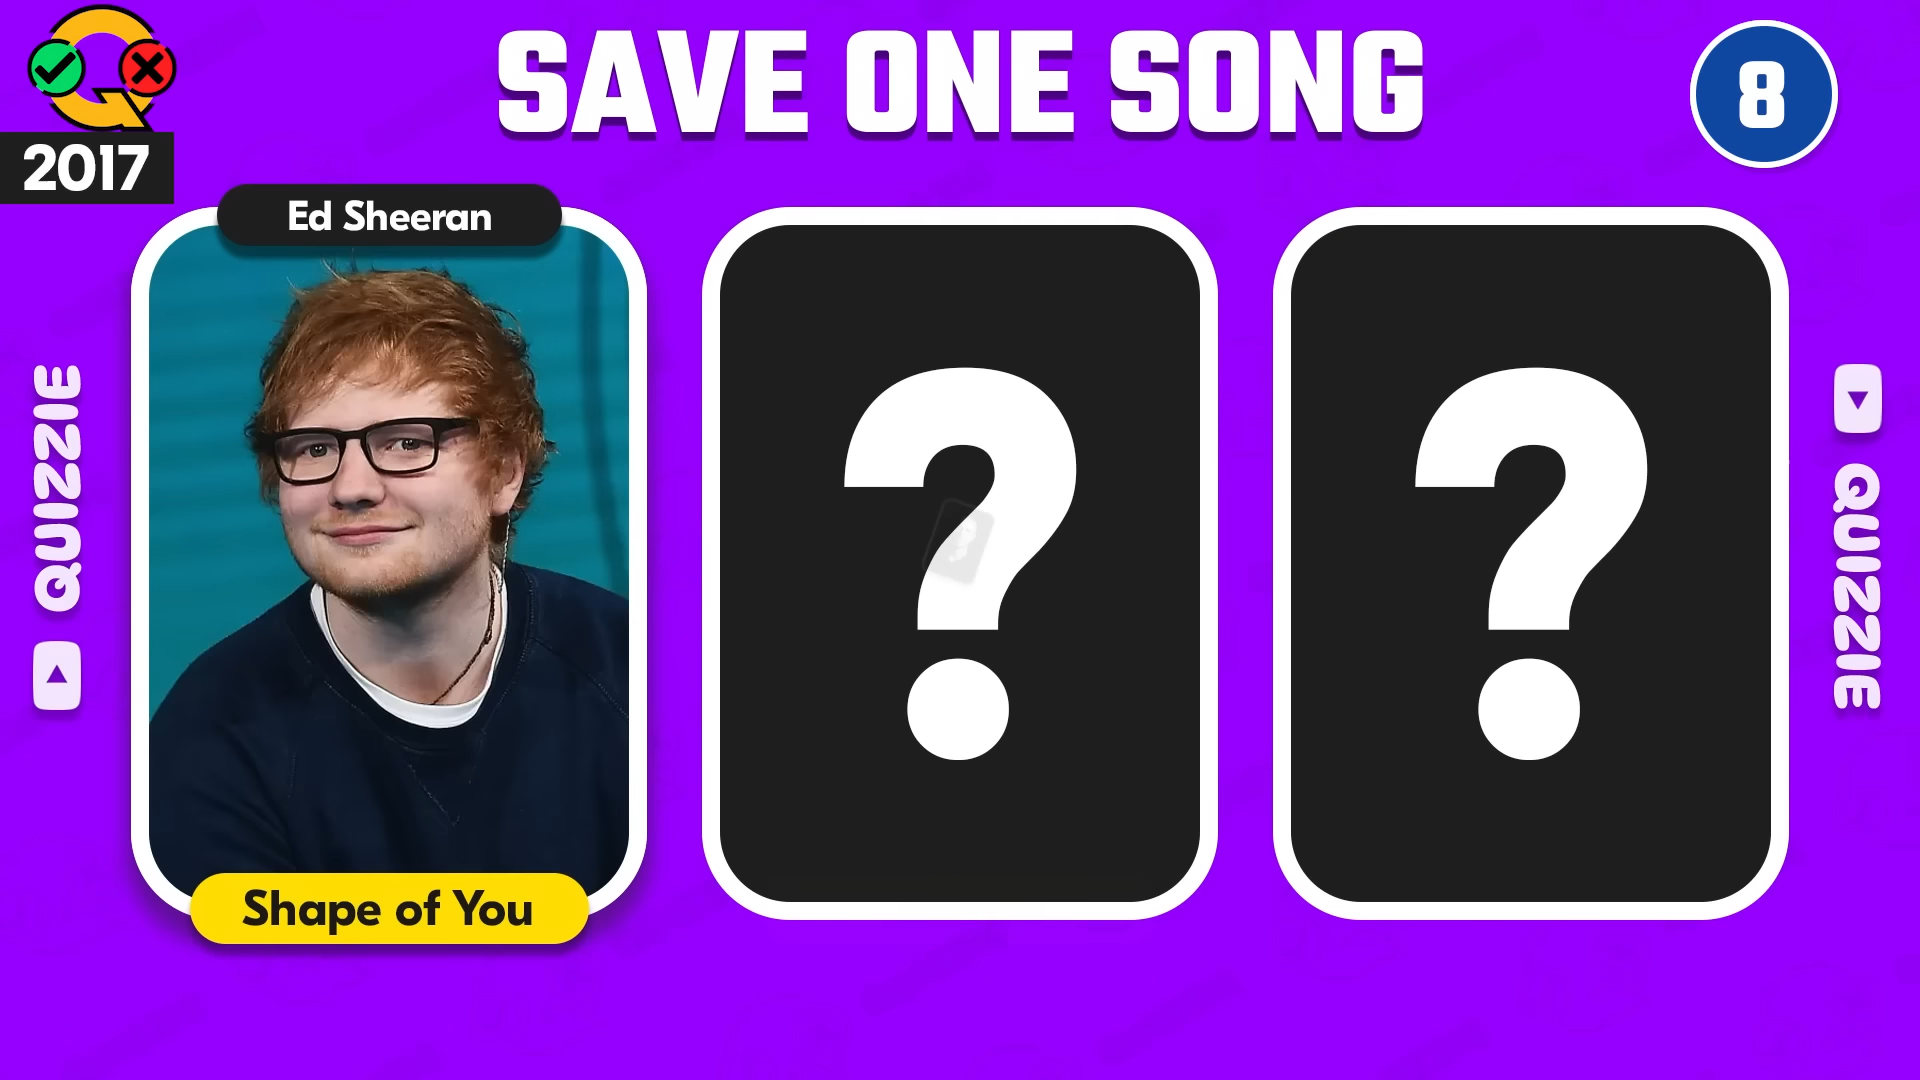 SAVE ONE SONG
8
2017
Ed Sheeran
?
?
Shape of You
QUIZZIE
QUIZZIE